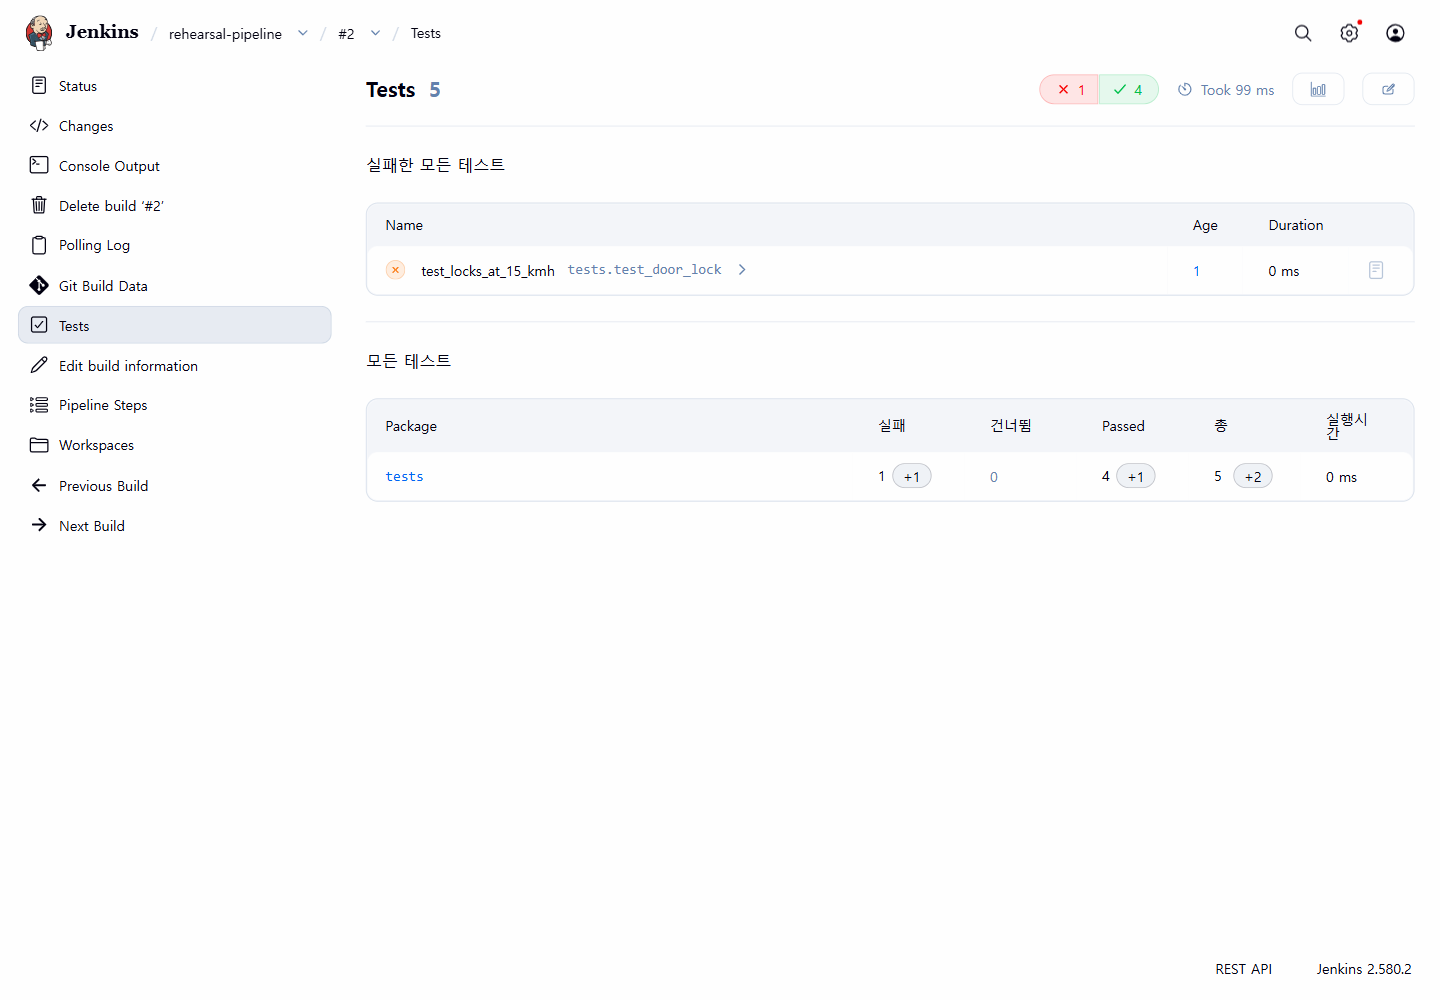 Jenkins / rehearsal-pipeline / #2 / Tests
Status
Changes
Console Output
Delete build ‘#2’
Polling Log
Git Build Data
Tests
Edit build information
Pipeline Steps
Workspaces
Previous Build
Next Build
Tests 5
1 4 Took 99 ms
실패한 모든 테스트
Name Age Duration
test_locks_at_15_kmh tests.test_door_lock 1 0 ms
모든 테스트
Package 실패 건너뜀 Passed 총 실행시
간
tests 1 +1 0 4 +1 5 +2 0 ms
REST API Jenkins 2.580.2